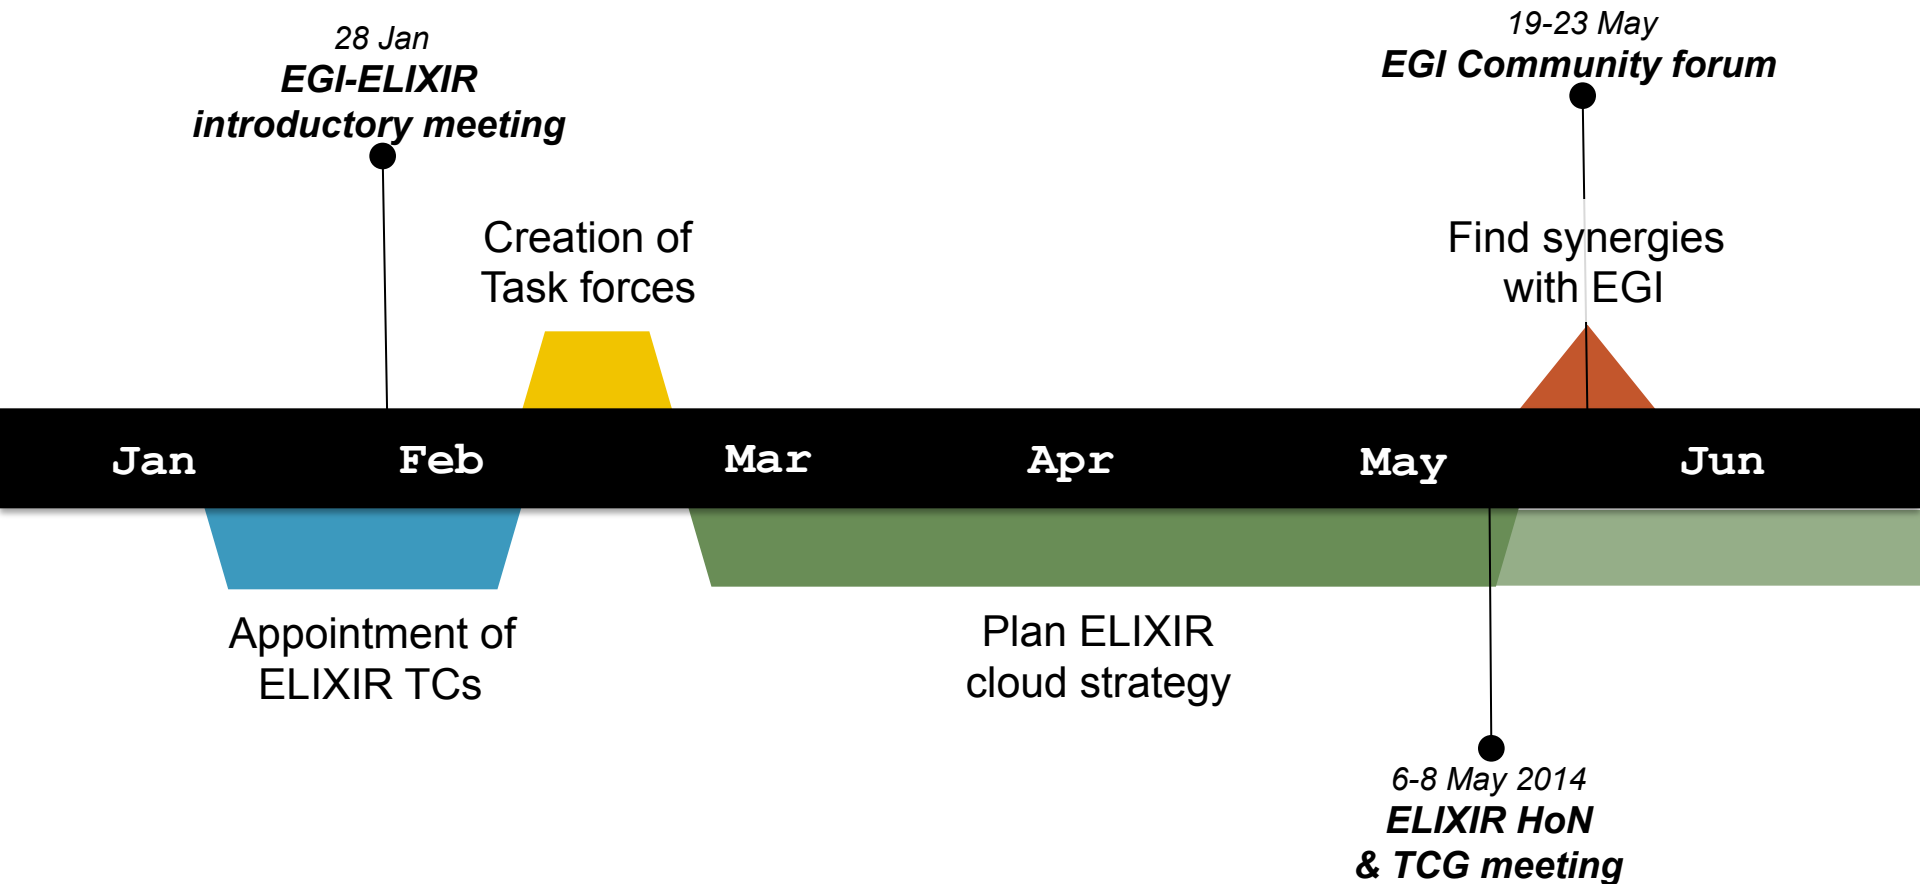 28 Jan
EGI-ELIXIR
introductory meeting
19-23 May
EGI Community forum
Creation of
Task forces
Find synergies
with EGI
Jan Feb Mar Apr May Jun
Appointment of
ELIXIR TCs
Plan ELIXIR
cloud strategy
6-8 May 2014
ELIXIR HoN
& TCG meeting